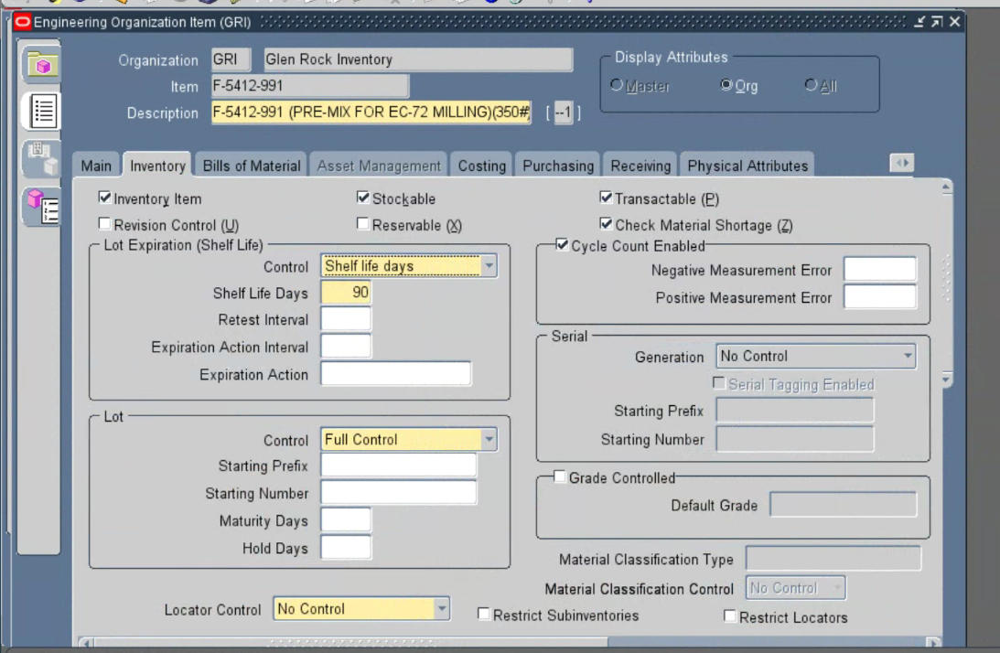 Engineering Organization Item (GRI)
Organization GRI Glen Rock Inventory
Item F-5412-991
Description F-5412-991 (PRE-MIX FOR EC-72 MILLING)(350# [ --1 ]
Display Attributes
Master Org All
Main Inventory Bills of Material Asset Management Costing Purchasing Receiving Physical Attributes
Inventory Item Stockable Transactable (P)
Revision Control (U) Reservable (X) Check Material Shortage (Z)
Lot Expiration (Shelf Life)
Control Shelf life days
Shelf Life Days 90
Retest Interval
Expiration Action Interval
Expiration Action
Cycle Count Enabled
Negative Measurement Error
Positive Measurement Error
Serial
Generation No Control
Serial Tagging Enabled
Starting Prefix
Starting Number
Lot
Control Full Control
Starting Prefix
Starting Number
Maturity Days
Hold Days
Grade Controlled
Default Grade
Material Classification Type
Material Classification Control No Control
Locator Control No Control
Restrict Subinventories Restrict Locators